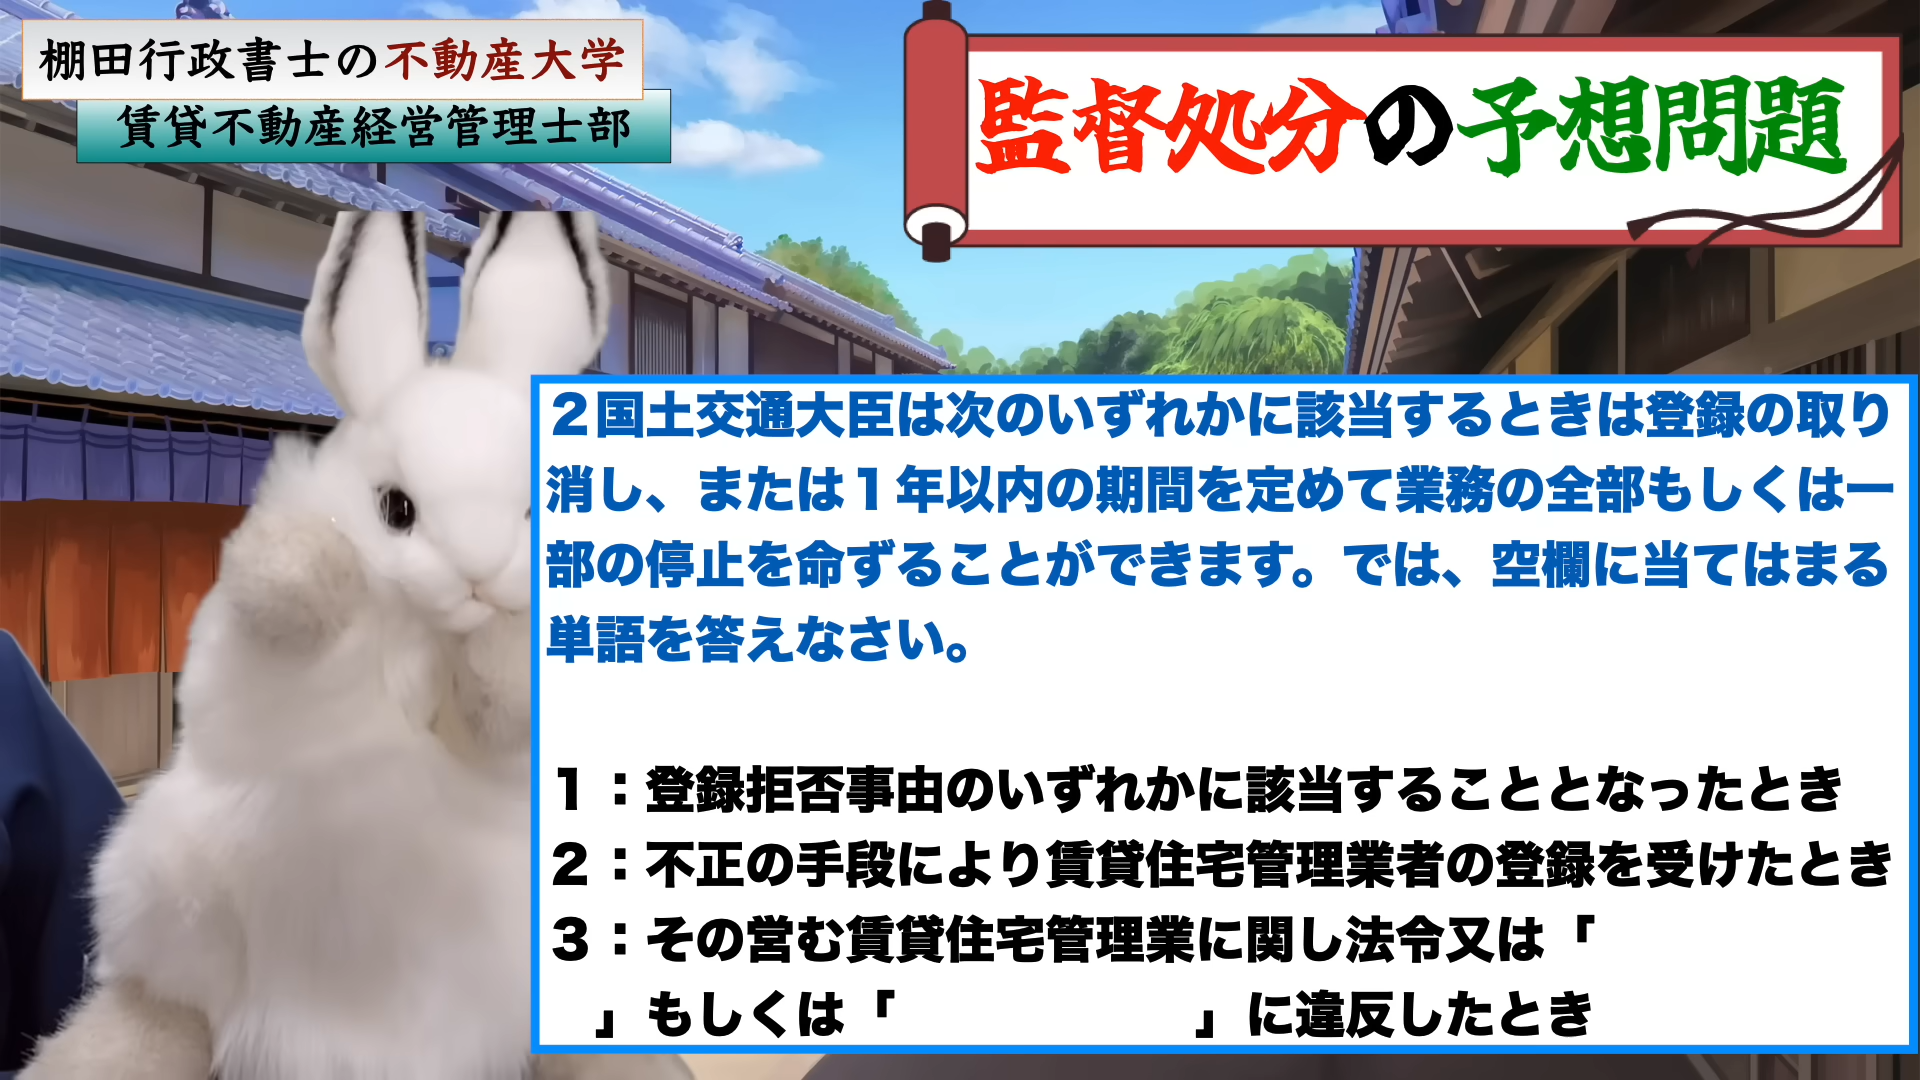 棚田行政書士の不動産大学
賃貸不動産経営管理士部
監督処分の予想問題
２国土交通大臣は次のいずれかに該当するときは登録の取り
消し、または１年以内の期間を定めて業務の全部もしくは一
部の停止を命ずることができます。では、空欄に当てはまる
単語を答えなさい。
１：登録拒否事由のいずれかに該当することとなったとき
２：不正の手段により賃貸住宅管理業者の登録を受けたとき
３：その営む賃貸住宅管理業に関し法令又は「
」もしくは「　　　　　　」に違反したとき